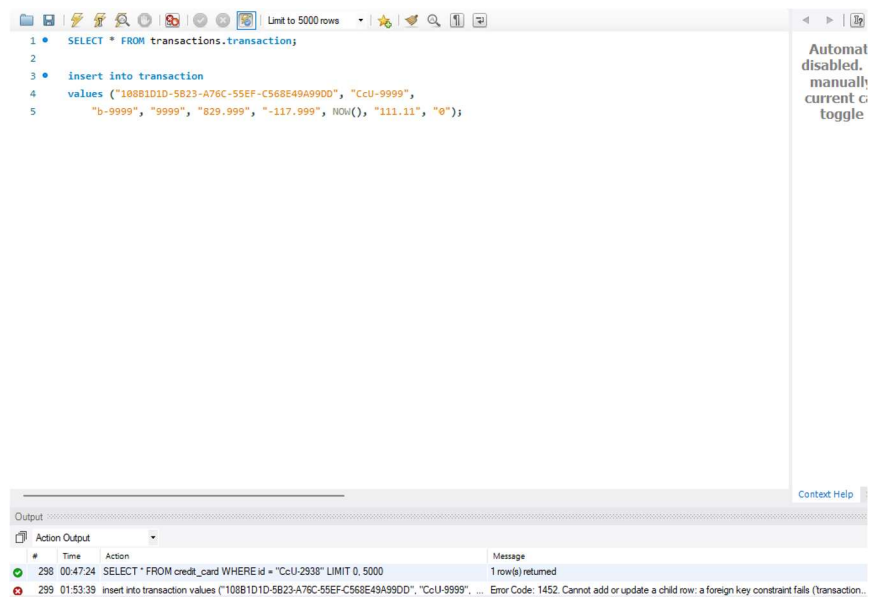 Limit to 5000 rows
1 SELECT * FROM transactions.transaction;
2
3 insert into transaction
4 values ("108B1D1D-5B23-A76C-55EF-C568E49A99DD", "CcU-9999",
5 "b-9999", "9999", "829.999", "-117.999", NOW(), "111.11", "0");
Automat
disabled.
manually
current ca
toggle
Context Help
Output
Action Output
# Time Action Message
298 00:47:24 SELECT * FROM credit_card WHERE id = "CcU-2938" LIMIT 0, 5000 1 row(s) returned
299 01:53:39 insert into transaction values ("108B1D1D-5B23-A76C-55EF-C568E49A99DD", "CcU-9999", ... Error Code: 1452. Cannot add or update a child row: a foreign key constraint fails (`transaction...